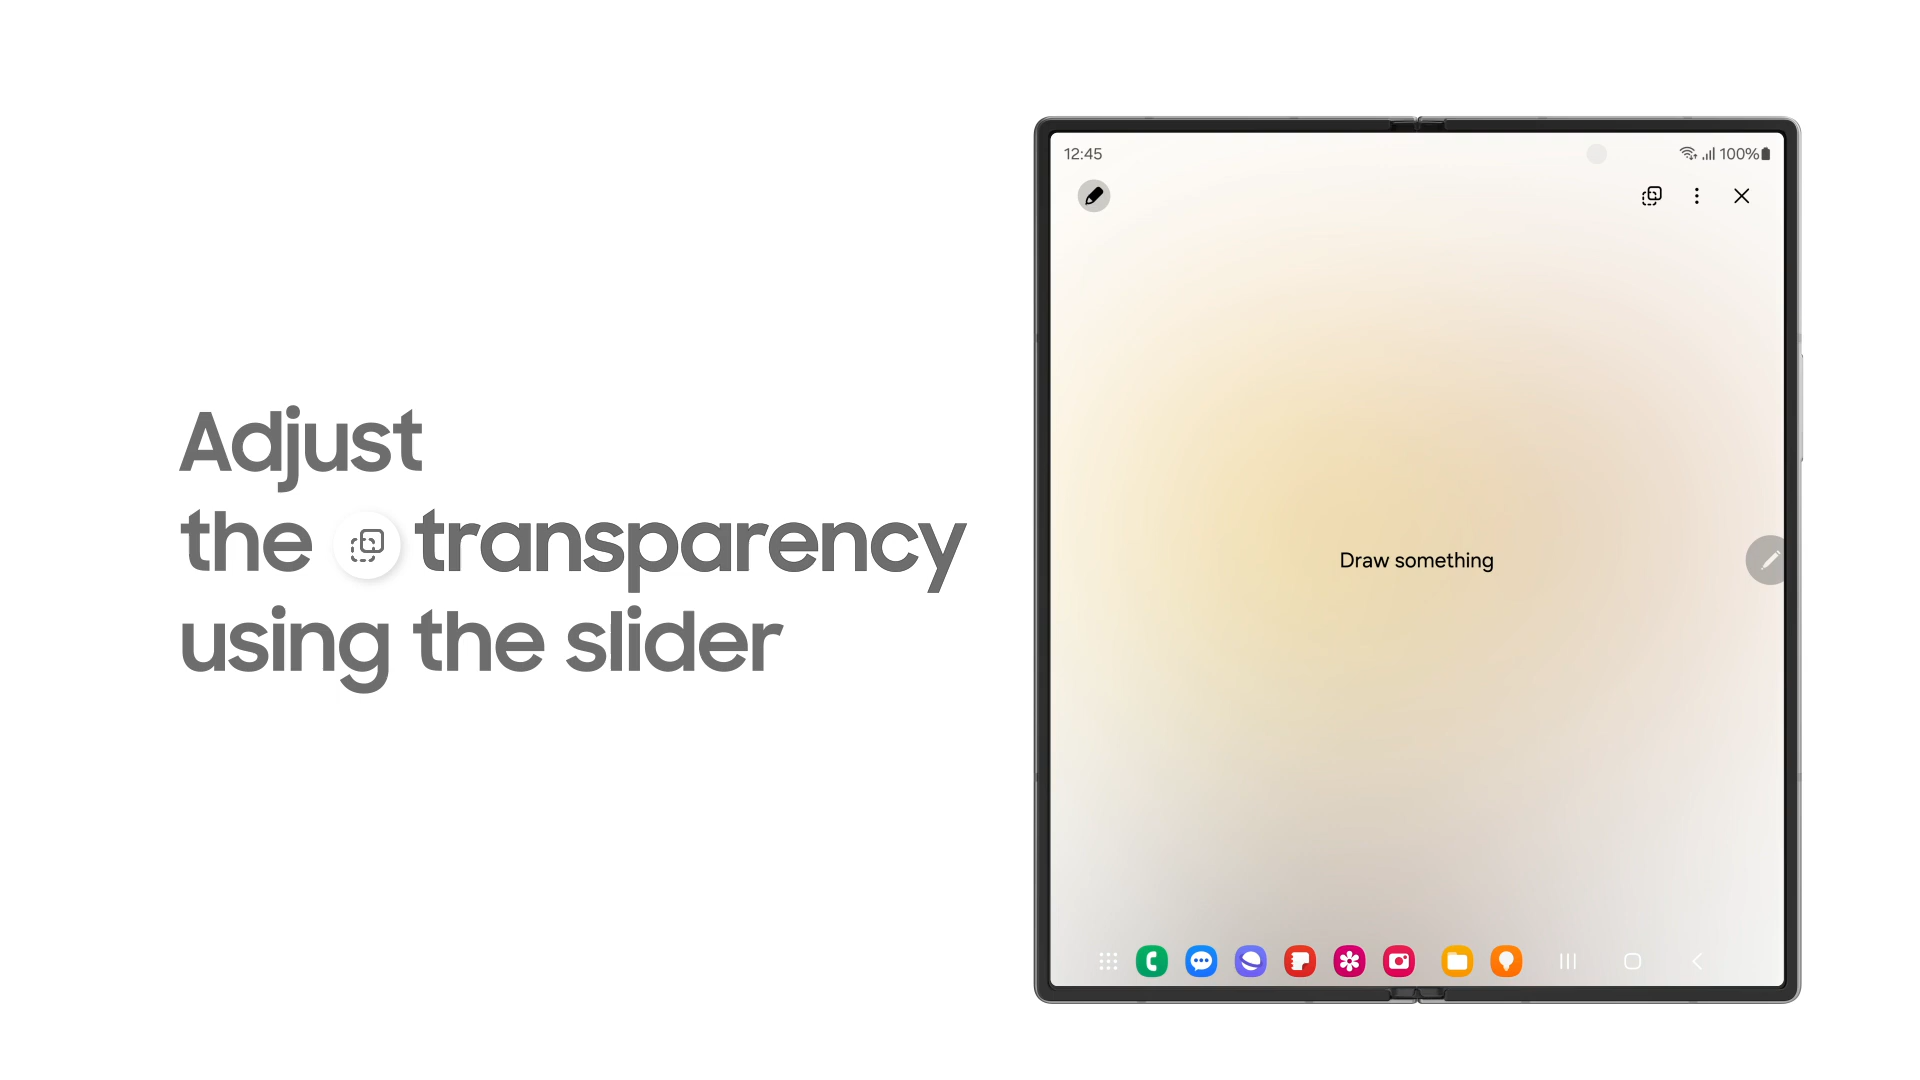 Adjust
the transparency
using the slider
12:45
100%
Draw something